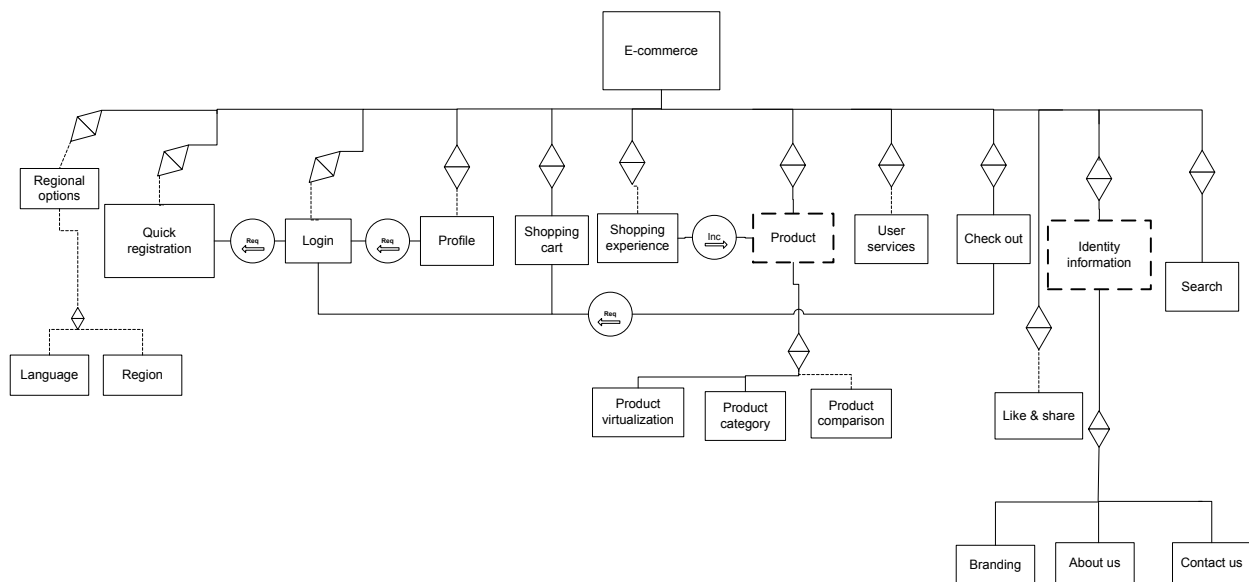 E-commerce
Regional
options
Quick
registration
Req
Login
Req
Profile
Shopping
cart
Shopping
experience
Inc
Product
User
services
Check out
Identity
information
Search
Req
Language
Region
Product
virtualization
Product
category
Product
comparison
Like & share
Branding
About us
Contact us